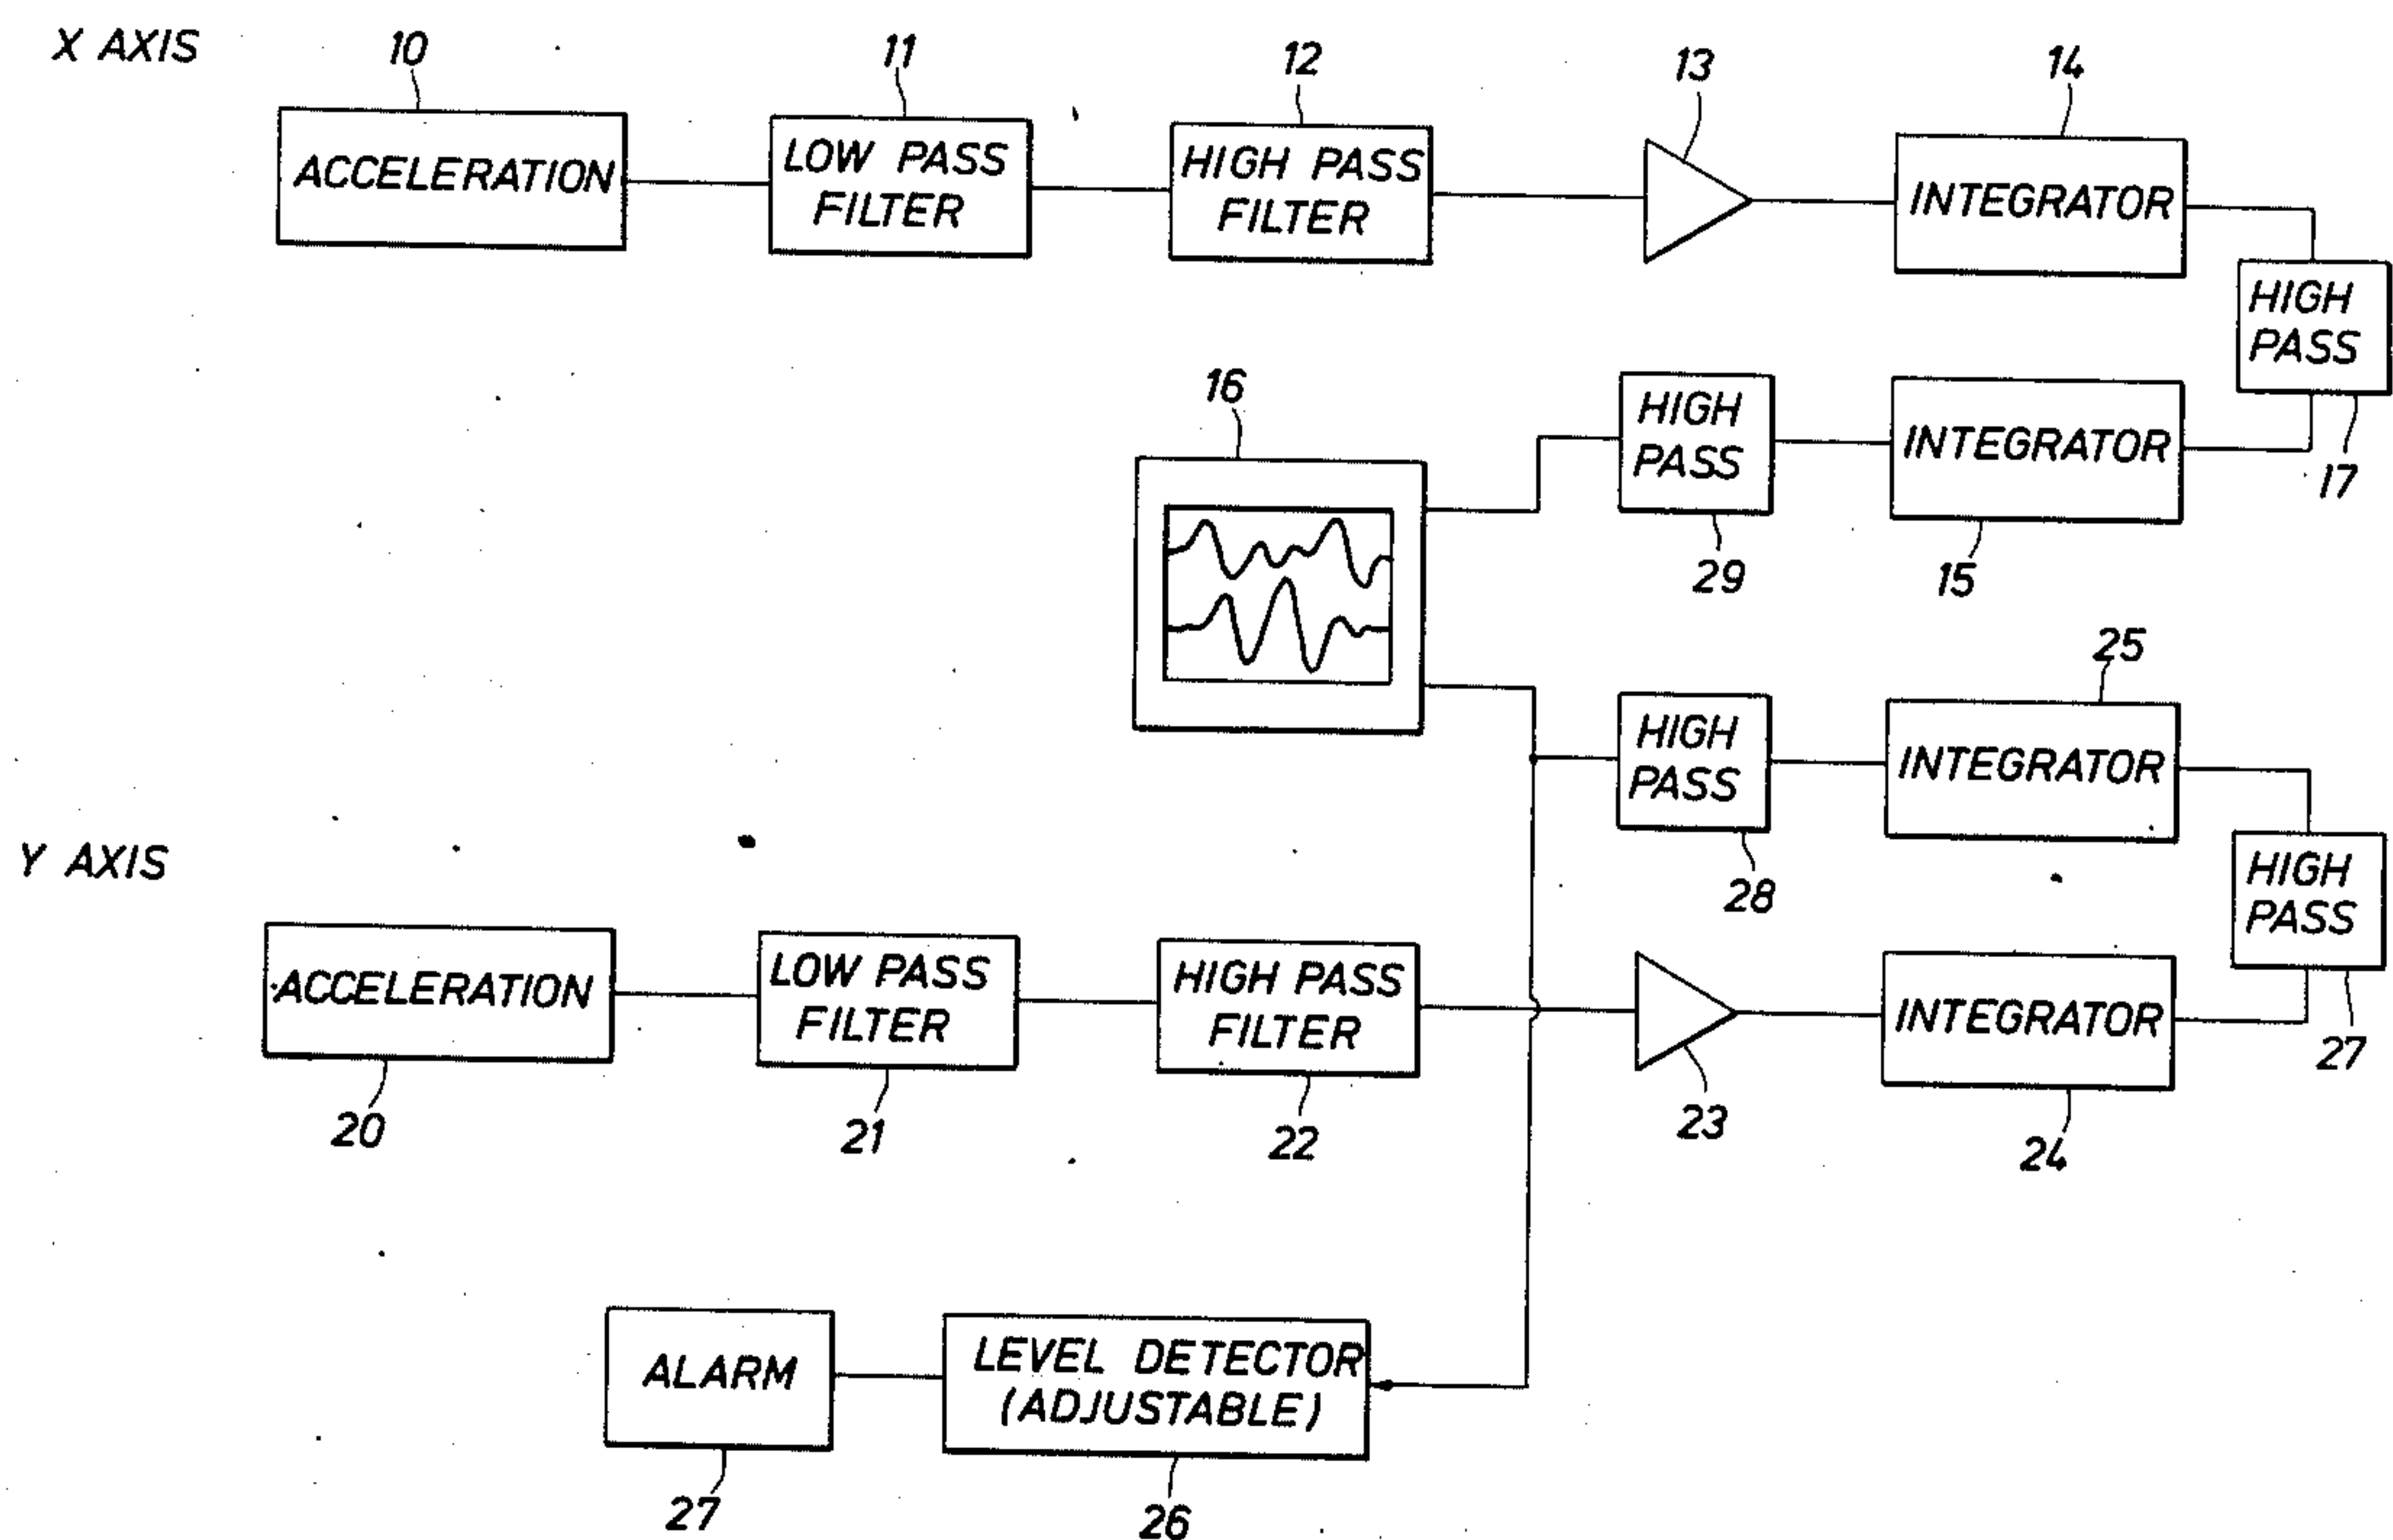 X AXIS
10
11
12
13
14
ACCELERATION
LOW PASS
FILTER
HIGH PASS
FILTER
INTEGRATOR
HIGH
PASS
17
16
HIGH
PASS
29
INTEGRATOR
15
25
HIGH
PASS
28
INTEGRATOR
HIGH
PASS
27
Y AXIS
ACCELERATION
20
LOW PASS
FILTER
21
HIGH PASS
FILTER
22
23
INTEGRATOR
24
ALARM
27
LEVEL DETECTOR
(ADJUSTABLE)
26